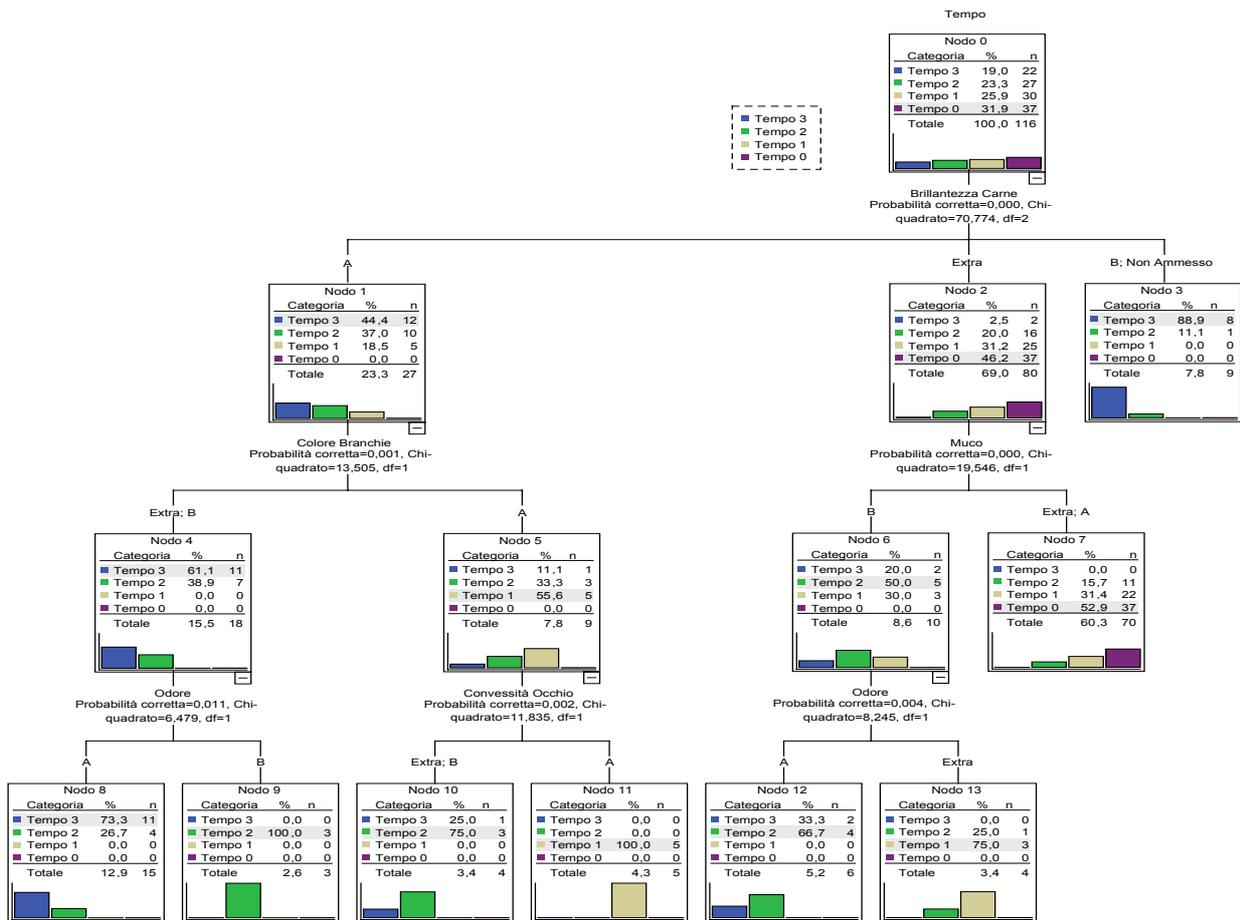 Tempo
Nodo 0
Categoria % n
Tempo 3 19,0 22
Tempo 2 23,3 27
Tempo 1 25,9 30
Tempo 0 31,9 37
Totale 100,0 116
Tempo 3
Tempo 2
Tempo 1
Tempo 0
Brillantezza Carne
Probabilità corretta=0,000, Chi-
quadrato=70,774, df=2
A
Extra
B; Non Ammesso
Nodo 1
Categoria % n
Tempo 3 44,4 12
Tempo 2 37,0 10
Tempo 1 18,5 5
Tempo 0 0,0 0
Totale 23,3 27
Nodo 2
Categoria % n
Tempo 3 2,5 2
Tempo 2 20,0 16
Tempo 1 31,2 25
Tempo 0 46,2 37
Totale 69,0 80
Nodo 3
Categoria % n
Tempo 3 88,9 8
Tempo 2 11,1 1
Tempo 1 0,0 0
Tempo 0 0,0 0
Totale 7,8 9
Colore Branchie
Probabilità corretta=0,001, Chi-
quadrato=13,505, df=1
Muco
Probabilità corretta=0,000, Chi-
quadrato=19,546, df=1
Extra; B
A
B
Extra; A
Nodo 4
Categoria % n
Tempo 3 61,1 11
Tempo 2 38,9 7
Tempo 1 0,0 0
Tempo 0 0,0 0
Totale 15,5 18
Nodo 5
Categoria % n
Tempo 3 11,1 1
Tempo 2 33,3 3
Tempo 1 55,6 5
Tempo 0 0,0 0
Totale 7,8 9
Nodo 6
Categoria % n
Tempo 3 20,0 2
Tempo 2 50,0 5
Tempo 1 30,0 3
Tempo 0 0,0 0
Totale 8,6 10
Nodo 7
Categoria % n
Tempo 3 0,0 0
Tempo 2 15,7 11
Tempo 1 31,4 22
Tempo 0 52,9 37
Totale 60,3 70
Odore
Probabilità corretta=0,011, Chi-
quadrato=6,479, df=1
Convessità Occhio
Probabilità corretta=0,002, Chi-
quadrato=11,835, df=1
Odore
Probabilità corretta=0,004, Chi-
quadrato=8,245, df=1
A
B
Extra; B
A
A
Extra
Nodo 8
Categoria % n
Tempo 3 73,3 11
Tempo 2 26,7 4
Tempo 1 0,0 0
Tempo 0 0,0 0
Totale 12,9 15
Nodo 9
Categoria % n
Tempo 3 0,0 0
Tempo 2 100,0 3
Tempo 1 0,0 0
Tempo 0 0,0 0
Totale 2,6 3
Nodo 10
Categoria % n
Tempo 3 25,0 1
Tempo 2 75,0 3
Tempo 1 0,0 0
Tempo 0 0,0 0
Totale 3,4 4
Nodo 11
Categoria % n
Tempo 3 0,0 0
Tempo 2 0,0 0
Tempo 1 100,0 5
Tempo 0 0,0 0
Totale 4,3 5
Nodo 12
Categoria % n
Tempo 3 33,3 2
Tempo 2 66,7 4
Tempo 1 0,0 0
Tempo 0 0,0 0
Totale 5,2 6
Nodo 13
Categoria % n
Tempo 3 0,0 0
Tempo 2 25,0 1
Tempo 1 75,0 3
Tempo 0 0,0 0
Totale 3,4 4